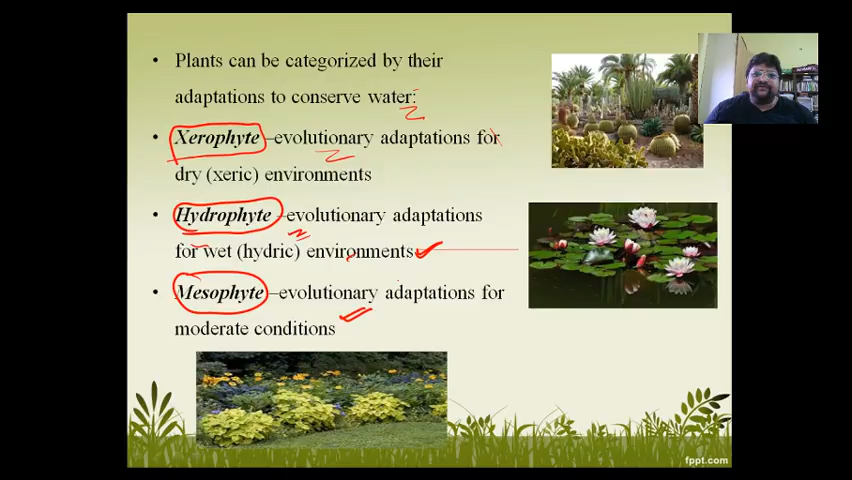 • Plants can be categorized by their
adaptations to conserve water:
• Xerophyte–evolutionary adaptations for
dry (xeric) environments
• Hydrophyte –evolutionary adaptations
for wet (hydric) environments
• Mesophyte–evolutionary adaptations for
moderate conditions
fppt.com